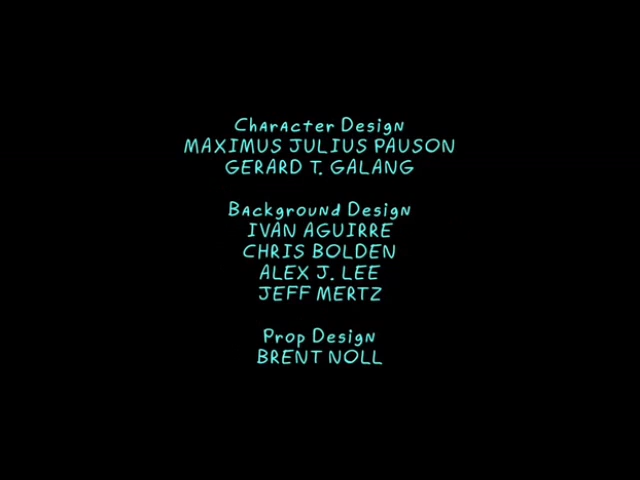 Character Design
MAXIMUS JULIUS PAUSON
GERARD T. GALANG
Background Design
IVAN AGUIRRE
CHRIS BOLDEN
ALEX J. LEE
JEFF MERTZ
Prop Design
BRENT NOLL